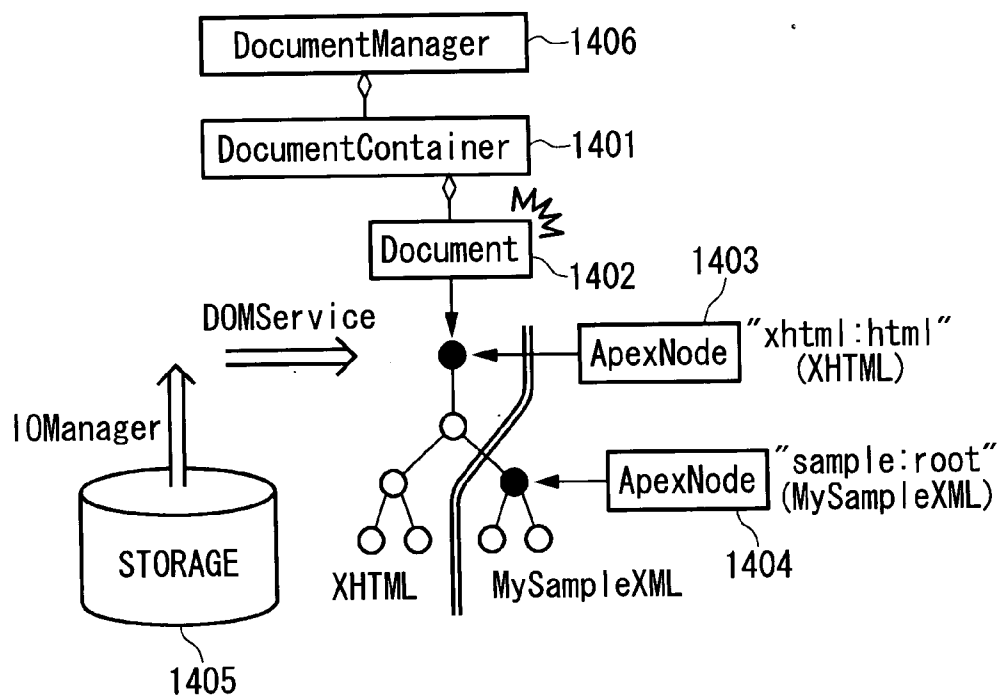 DocumentManager
1406
DocumentContainer
1401
Document
1402
1403
DOMService
ApexNode
"xhtml:html"
(XHTML)
IOManager
ApexNode
"sample:root"
(MySampleXML)
STORAGE
XHTML
MySampleXML
1404
1405